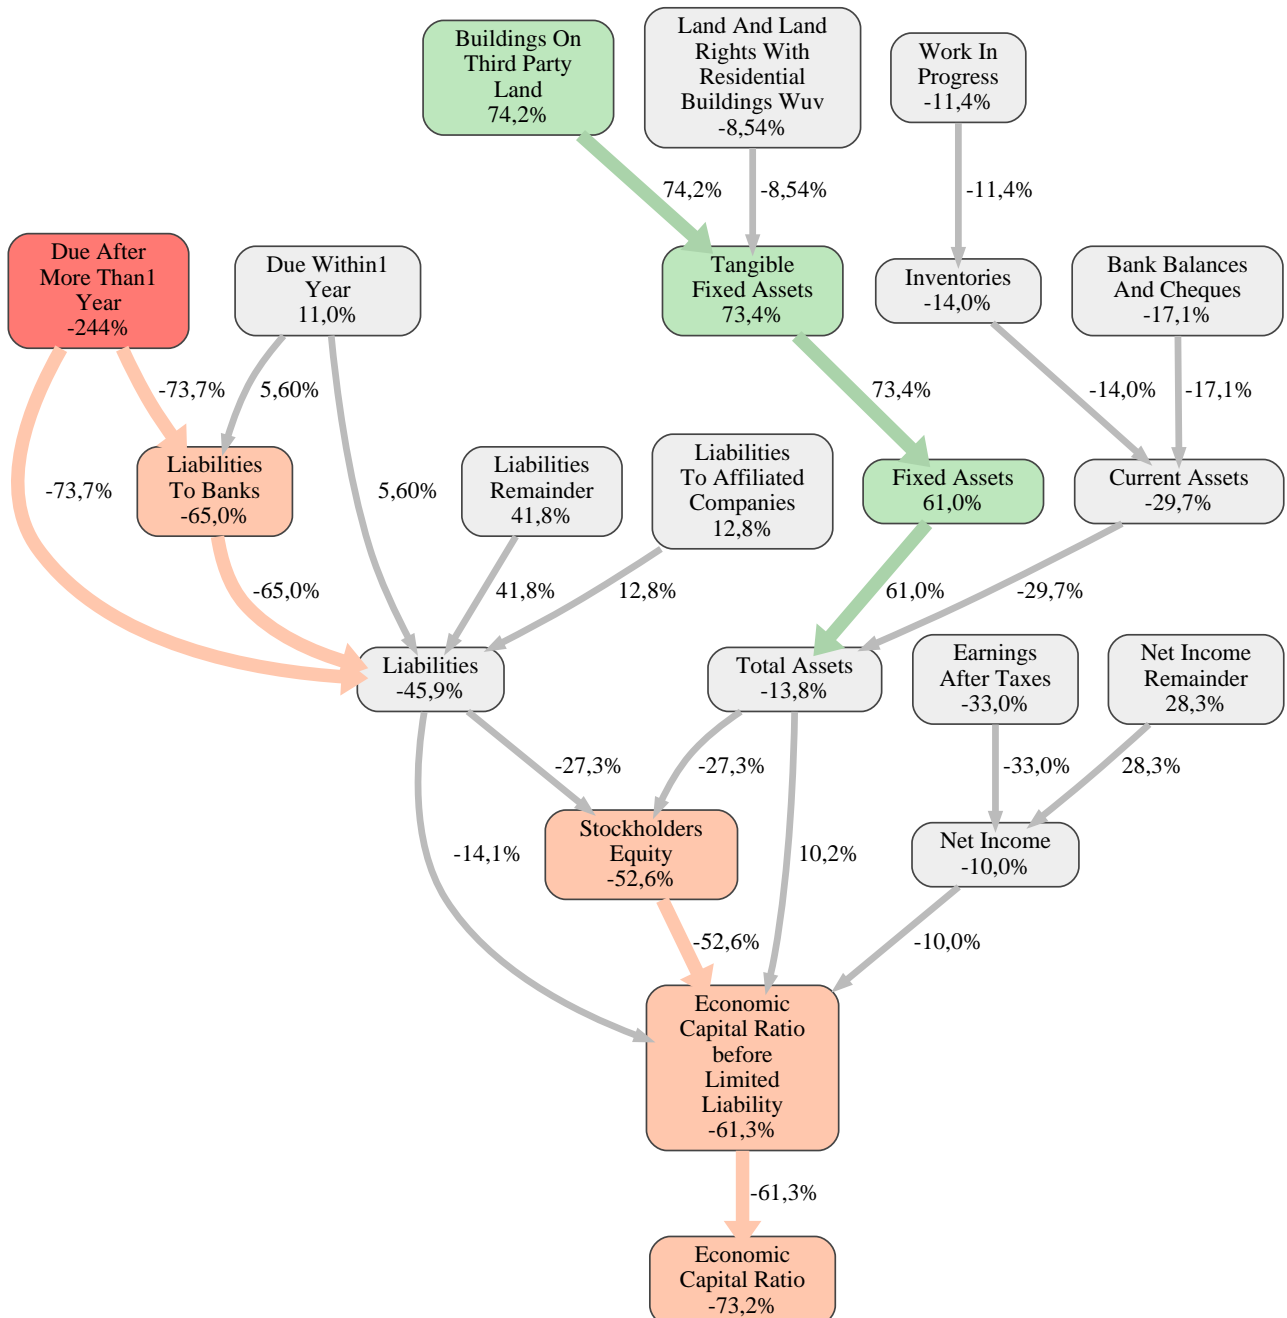 Buildings On
Third Party
Land
74,2%
Land And Land
Rights With
Residential
Buildings Wuv
-8,54%
Work In
Progress
-11,4%
74,2%
-8,54%
-11,4%
Due After
More Than1
Year
-244%
Due Within1
Year
11,0%
Tangible
Fixed Assets
73,4%
Inventories
-14,0%
Bank Balances
And Cheques
-17,1%
-73,7%
5,60%
73,4%
-14,0%
-17,1%
-73,7%
Liabilities
To Banks
-65,0%
5,60%
Liabilities
Remainder
41,8%
Liabilities
To Affiliated
Companies
12,8%
Fixed Assets
61,0%
Current Assets
-29,7%
-65,0%
41,8%
12,8%
61,0%
-29,7%
Liabilities
-45,9%
Total Assets
-13,8%
Earnings
After Taxes
-33,0%
Net Income
Remainder
28,3%
-27,3%
-27,3%
-33,0%
28,3%
-14,1%
Stockholders
Equity
-52,6%
10,2%
Net Income
-10,0%
-52,6%
-10,0%
Economic
Capital Ratio
before
Limited
Liability
-61,3%
-61,3%
Economic
Capital Ratio
-73,2%